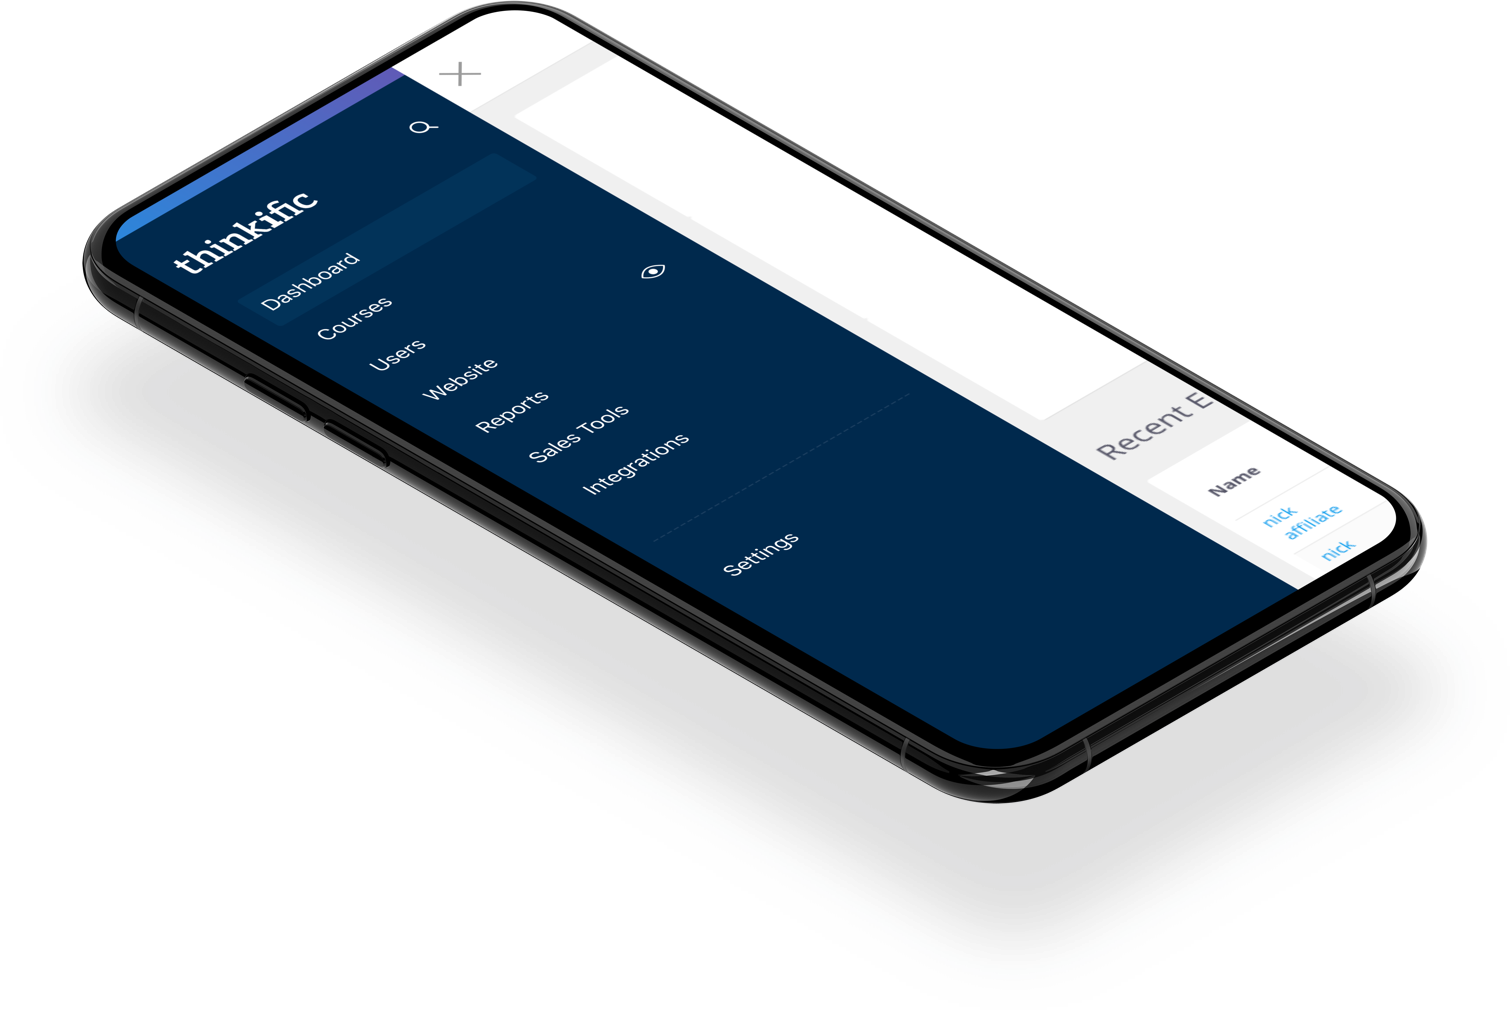 thinkific
Dashboard
Courses
Users
Website
Reports
Sales Tools
Integrations
Settings
Recent E
Name
nick
affiliate
nick